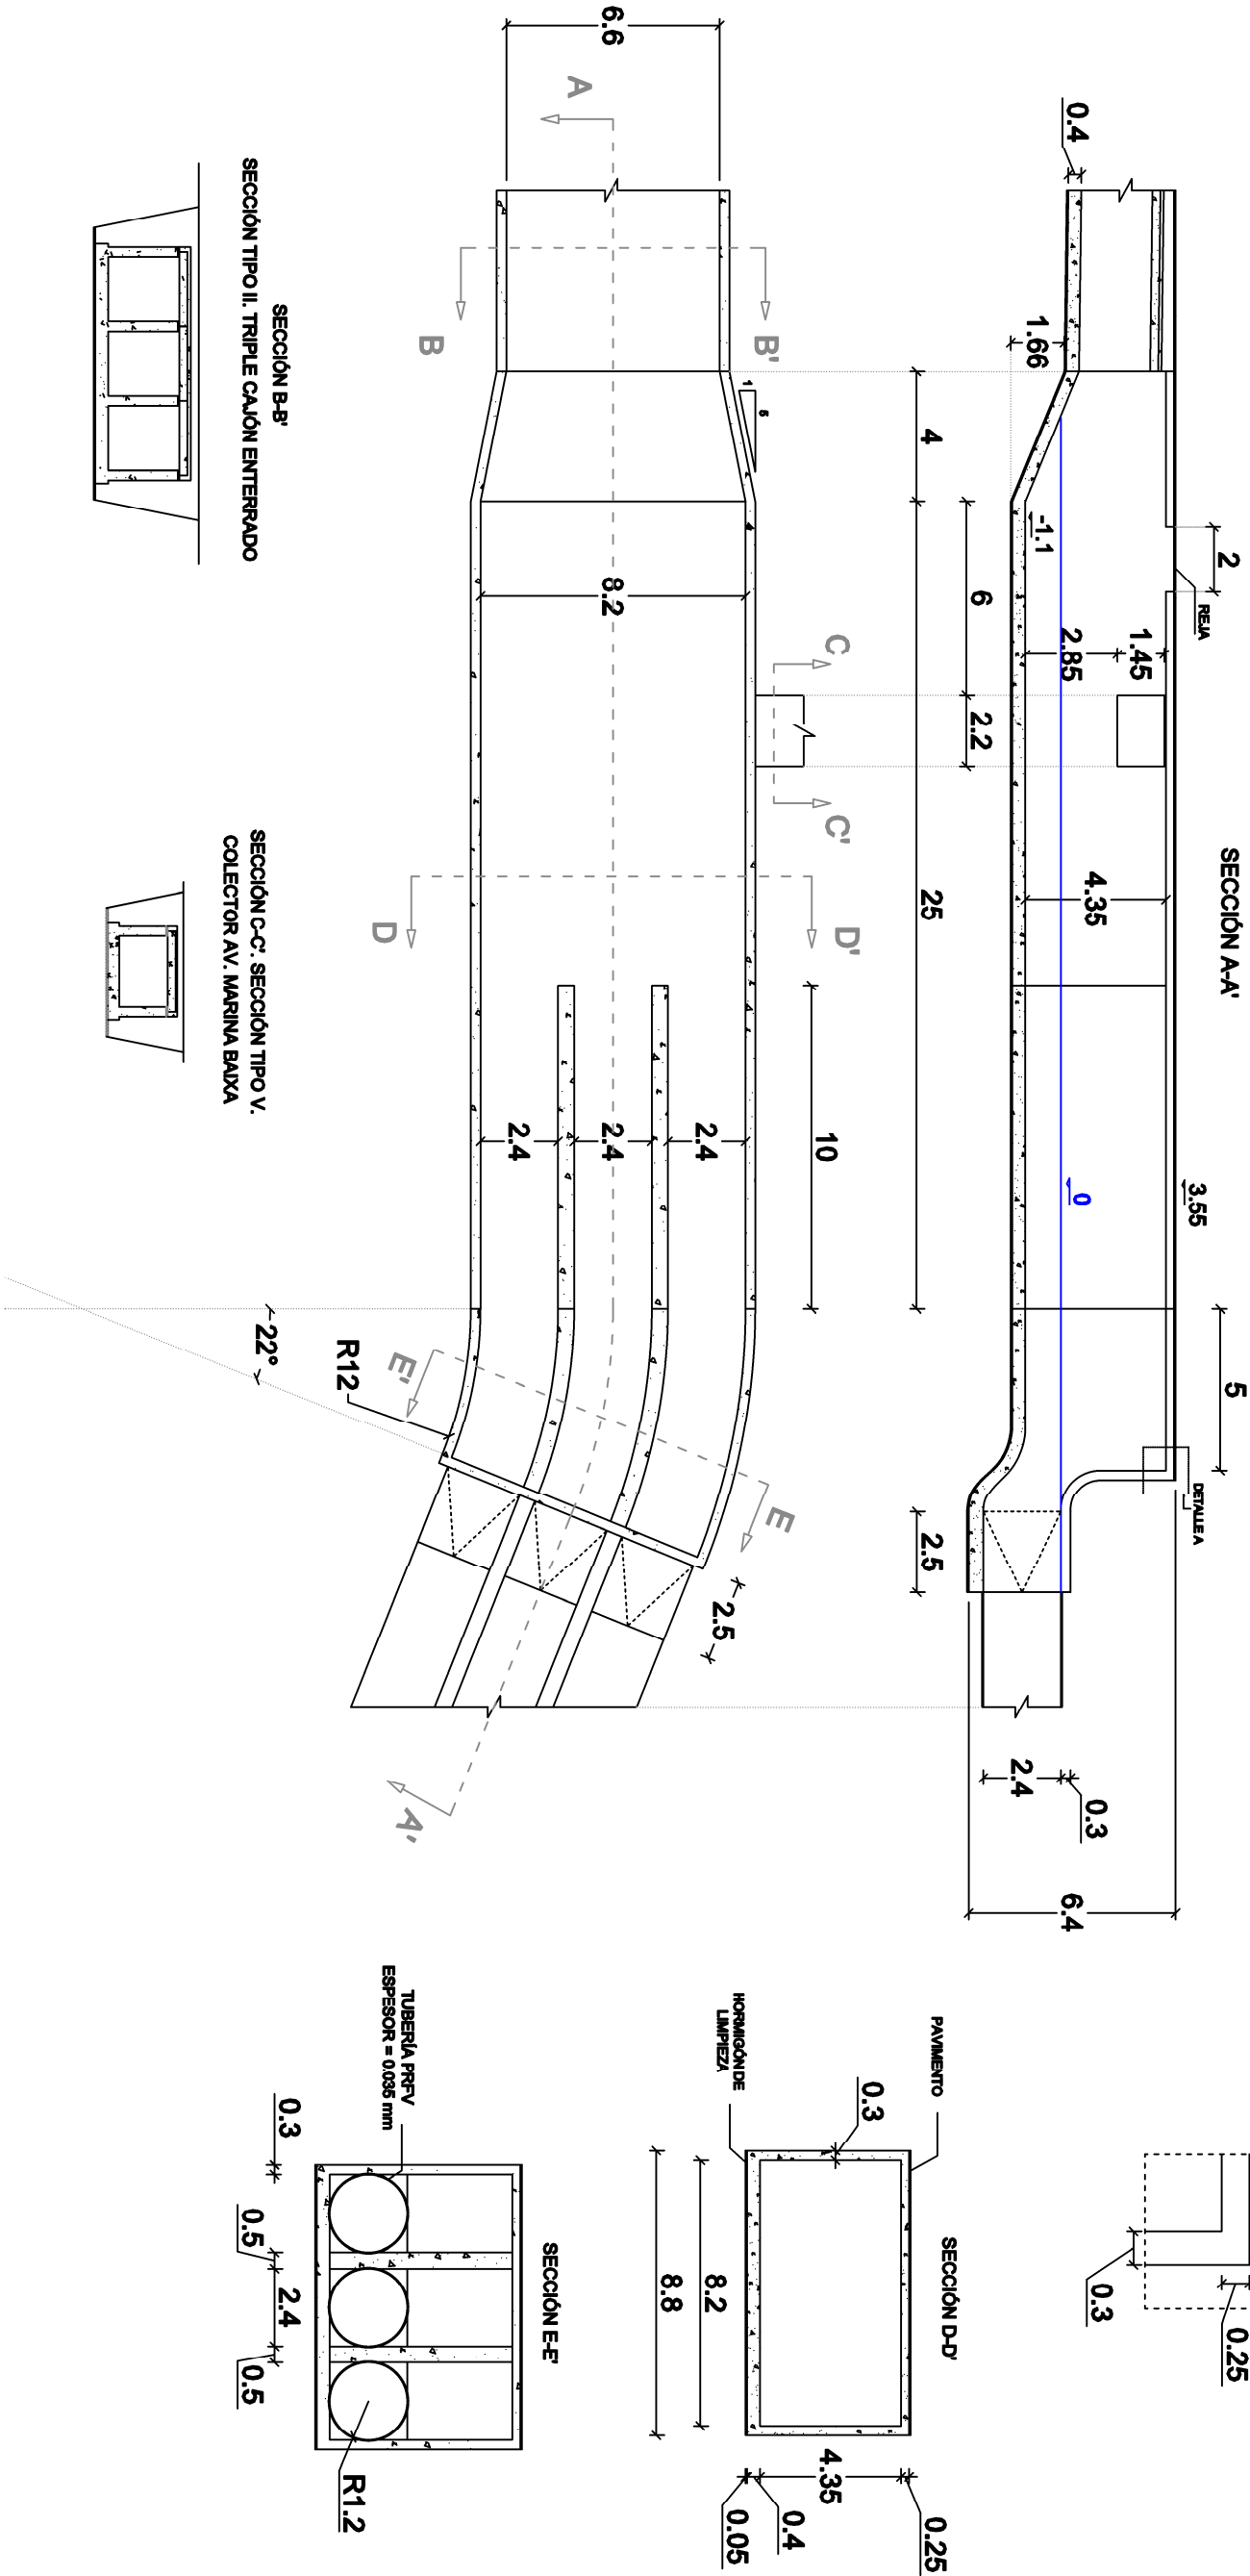 SECCIÓN A-A'
0.4
1.66
-1.1
2
REJA
2.85
1.45
4.35
0
3.55
5
DETALLE A
2.5
2.4
0.3
6.4
6.6
A
B
B'
1
5
4
6
2.2
25
8.2
C
C'
D
D'
10
2.4
2.4
2.4
22°
R12
E'
E
2.5
A'
SECCIÓN B-B'
SECCIÓN TIPO II. TRIPLE CAJÓN ENTERRADO
SECCIÓN C-C'. SECCIÓN TIPO V.
COLECTOR AV. MARINA BAIXA
0.3
0.25
SECCIÓN D-D'
PAVIMENTO
HORMIGÓN DE
LIMPIEZA
0.3
8.2
8.8
4.35
0.25
0.4
0.05
SECCIÓN E-E'
TUBERÍA PRFV
ESPESOR = 0.035 mm
0.3
0.5
2.4
0.5
R1.2